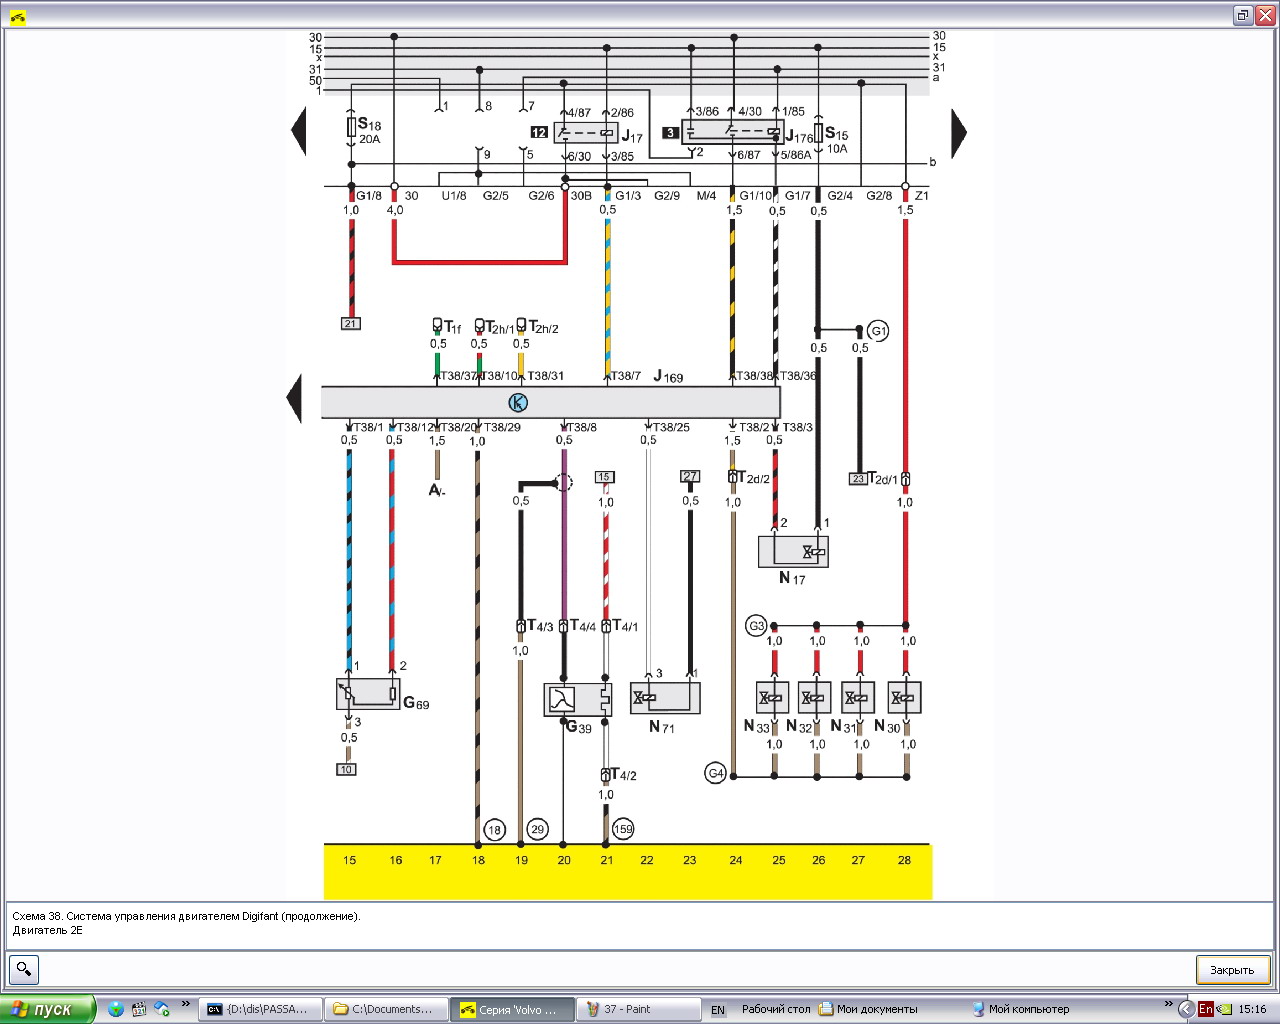 30 30
15 15
x x
31 31
50 a
1
1 8 7 4/87 2/86 3/86 4/30 1/85
S18 20A 12 J17 3 J176 S15 10A
9 5 6/30 3/85 2 6/87 5/86A b
G1/8 30 U1/8 G2/5 G2/6 30B G1/3 G2/9 M/4 G1/10 G1/7 G2/4 G2/8 Z1
1,0 4,0 0,5 1,5 0,5 0,5 1,5
21 T1f T2h/1 T2h/2 G1
0,5 0,5 0,5 0,5 0,5
T38/37 T38/10 T38/31 T38/7 J169 T38/38 T38/36
T38/1 T38/12 T38/20 T38/29 T38/8 T38/25 T38/2 T38/3
0,5 0,5 1,5 1,0 0,5 0,5 1,5 0,5
A/- 15 27 T2d/2 23 T2d/1
0,5 1,0 0,5 1,0 1,0
2 1
N17
T4/3 T4/4 T4/1 G3
1,0 1,0 1,0 1,0 1,0
1 2 3 1
G69 G39 N71 N33 N32 N31 N30
3
0,5 1,0 1,0 1,0 1,0
10 T4/2 G4
1,0
18 29 159
15 16 17 18 19 20 21 22 23 24 25 26 27 28
Схема 38. Система управления двигателем Digifant (продолжение).
Двигатель 2E
Закрыть
пуск » {D:\dis\PASSA... C:\Documents... Серия 'Volvo ... 37 - Paint EN Рабочий стол Мои документы Мой компьютер » En 15:16